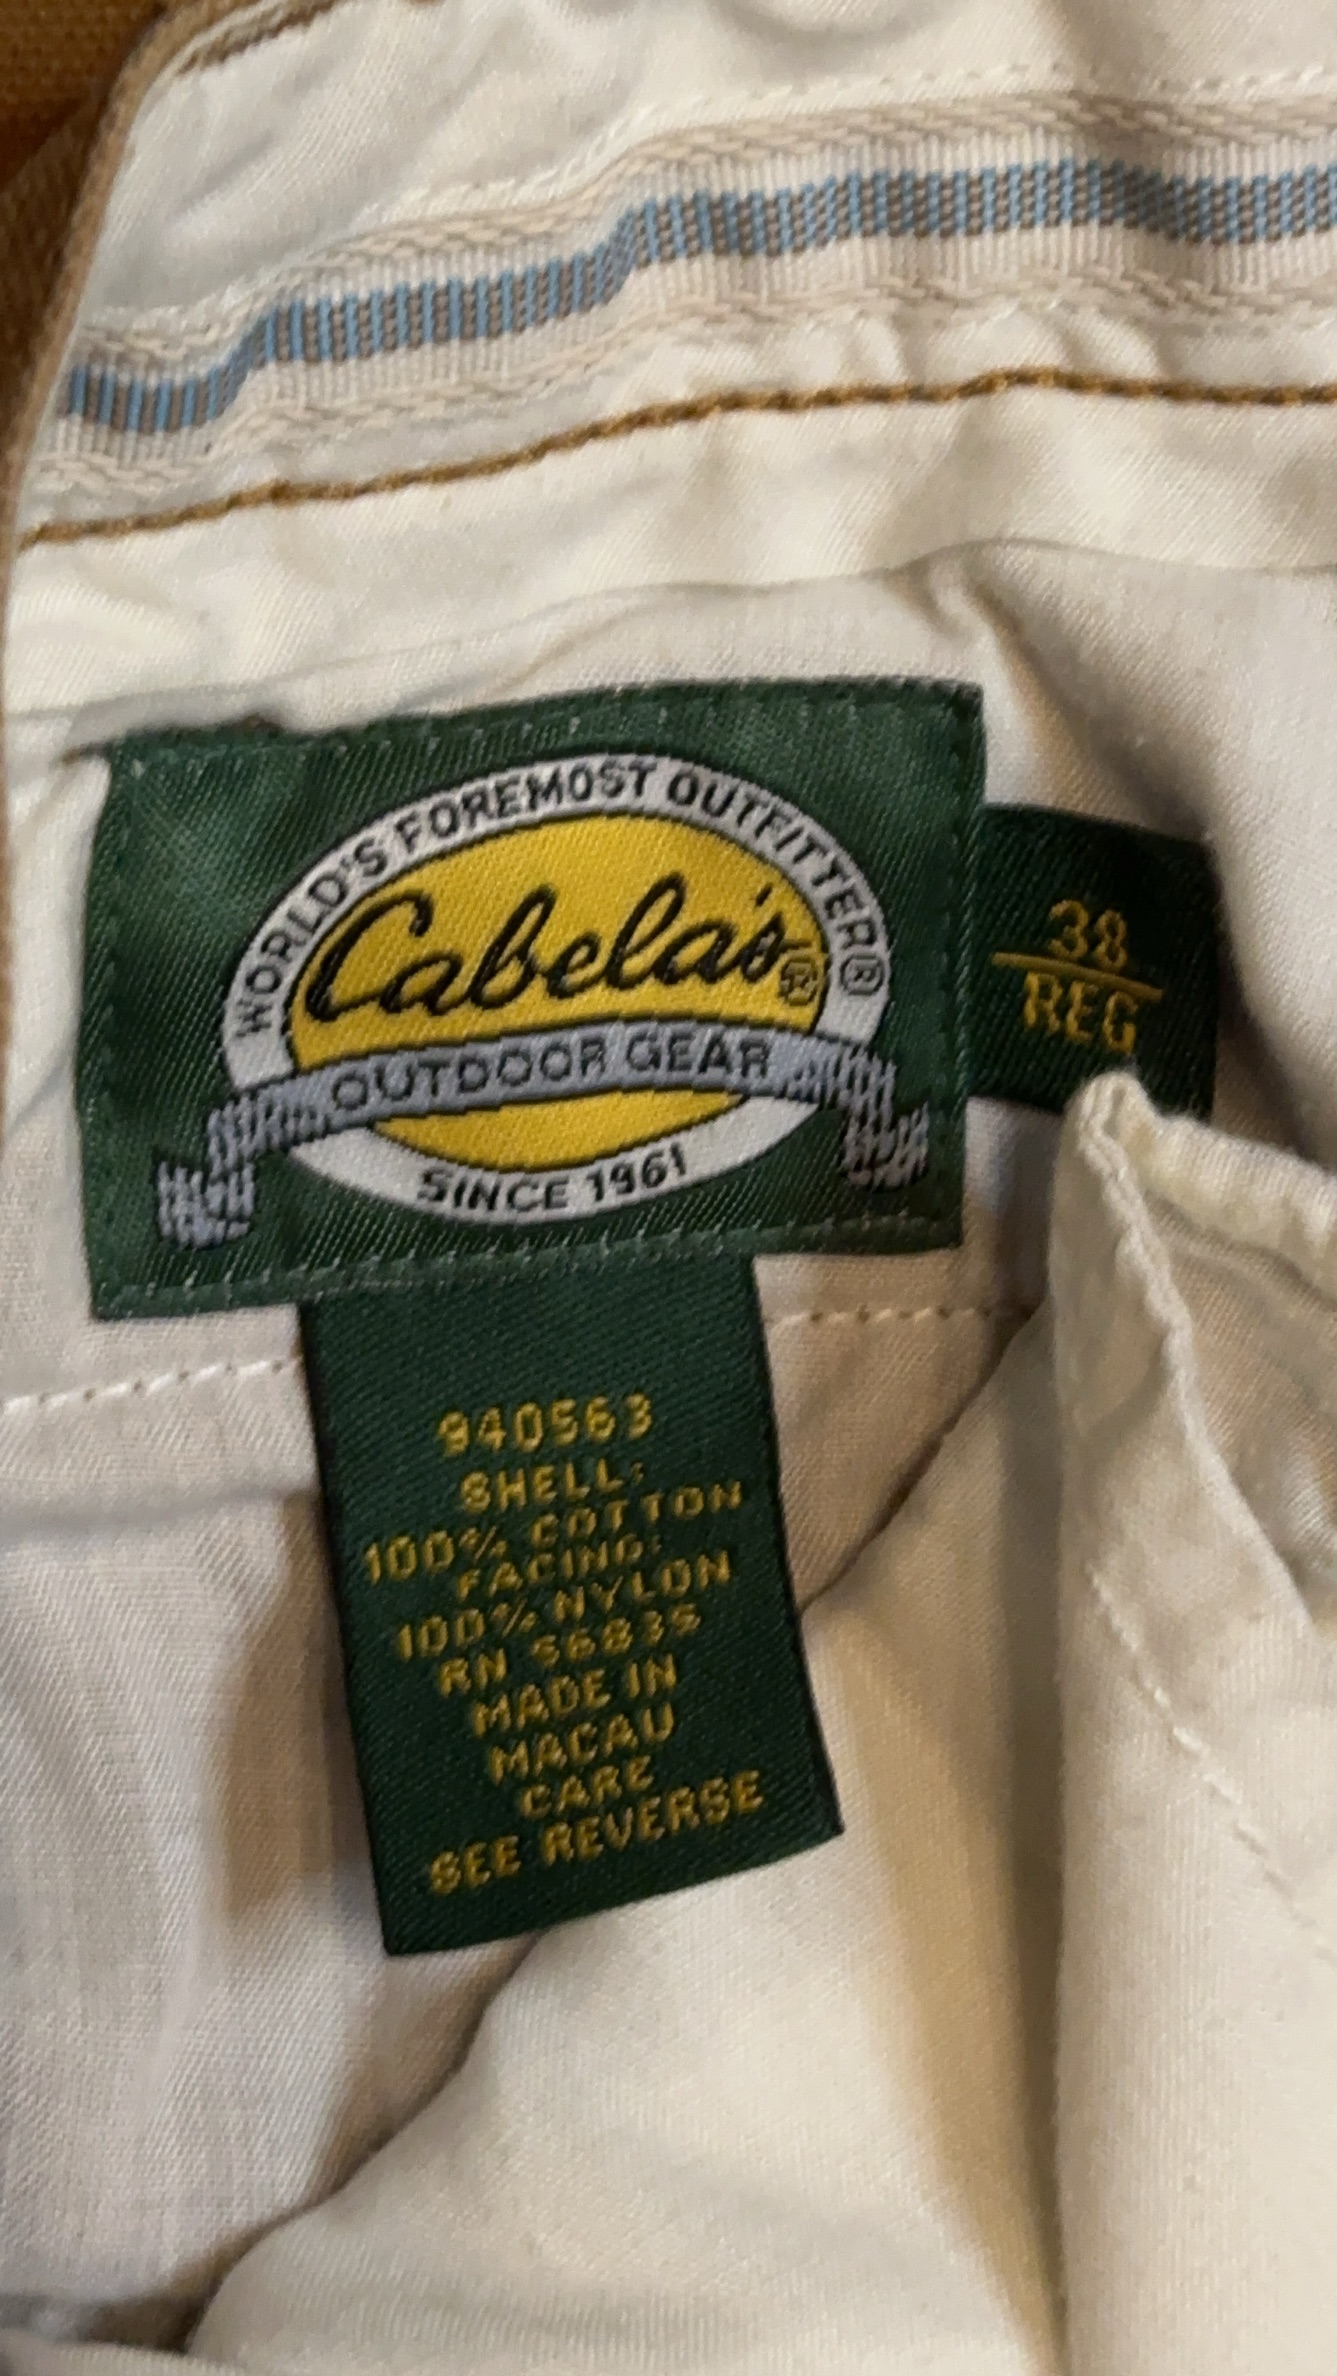 WORLD'S FOREMOST OUTFITTER®
Cabela's®
OUTDOOR GEAR
SINCE 1961
38
REG
940563
SHELL:
100% COTTON
FACING:
100% NYLON
RN 56835
MADE IN
MACAU
CARE
SEE REVERSE